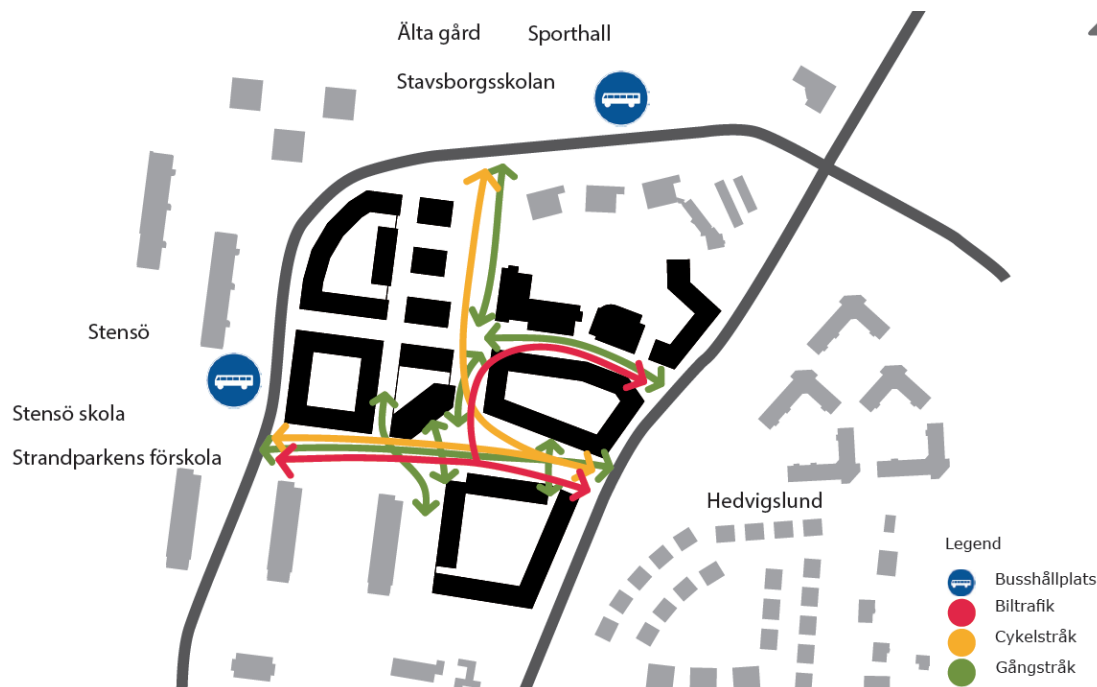 Älta gård Sporthall
Stavsborgsskolan
Stensö
Stensö skola
Strandparkens förskola
Hedvigslund
Legend
Busshållplats
Biltrafik
Cykelstråk
Gångstråk